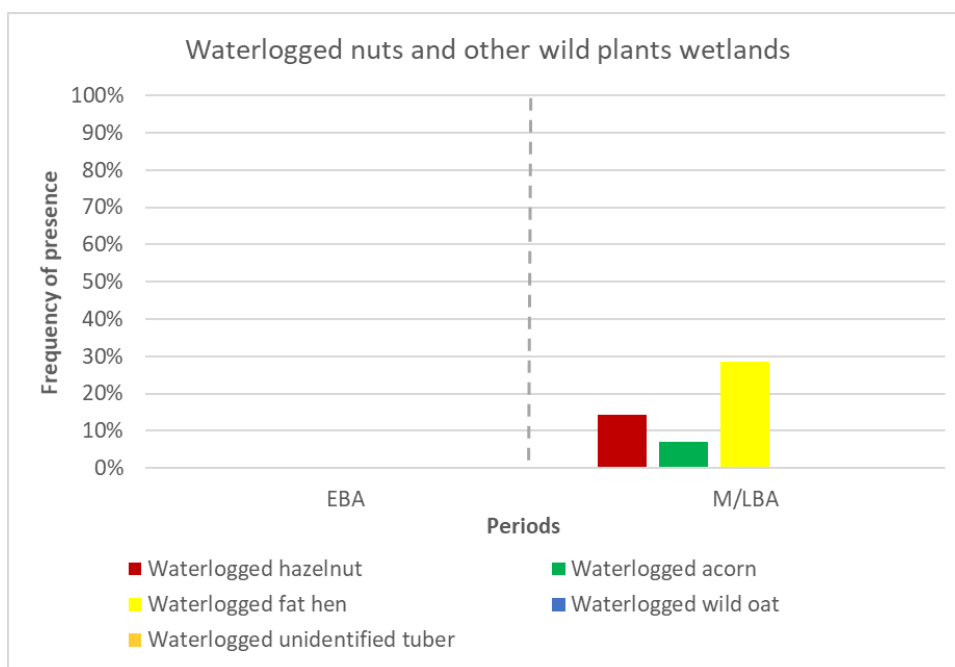 Waterlogged nuts and other wild plants wetlands
100%
90%
80%
70%
60%
50%
40%
30%
20%
10%
0%
Frequency of presence
EBA M/LBA
Periods
Waterlogged hazelnut Waterlogged acorn
Waterlogged fat hen Waterlogged wild oat
Waterlogged unidentified tuber